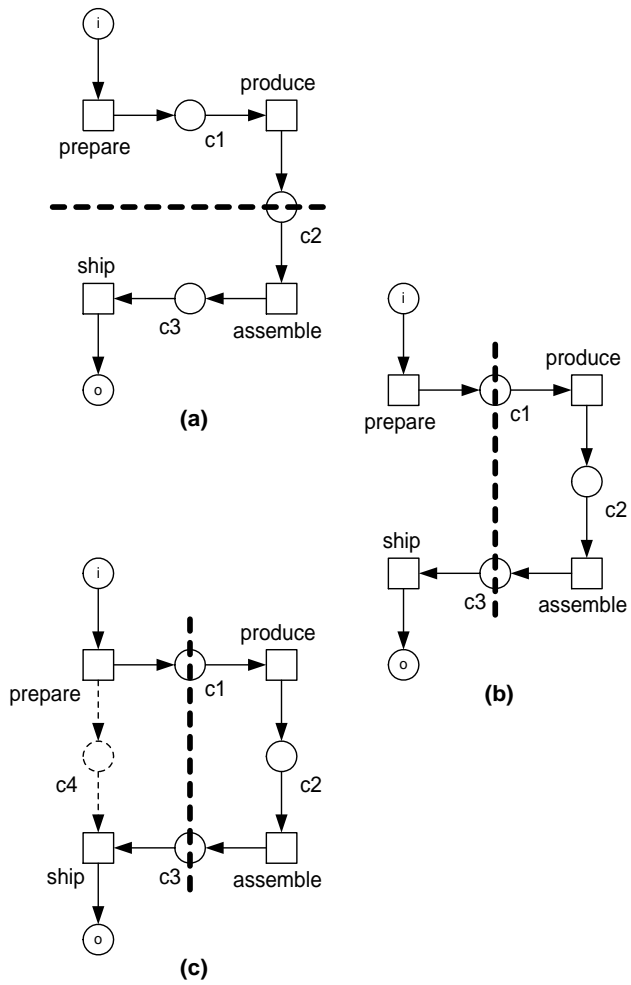 i
produce
prepare
c1
c2
ship
c3
assemble
o
(a)
i
produce
prepare
c1
c2
ship
c3
assemble
o
(b)
i
produce
prepare
c1
c4
c2
ship
c3
assemble
o
(c)